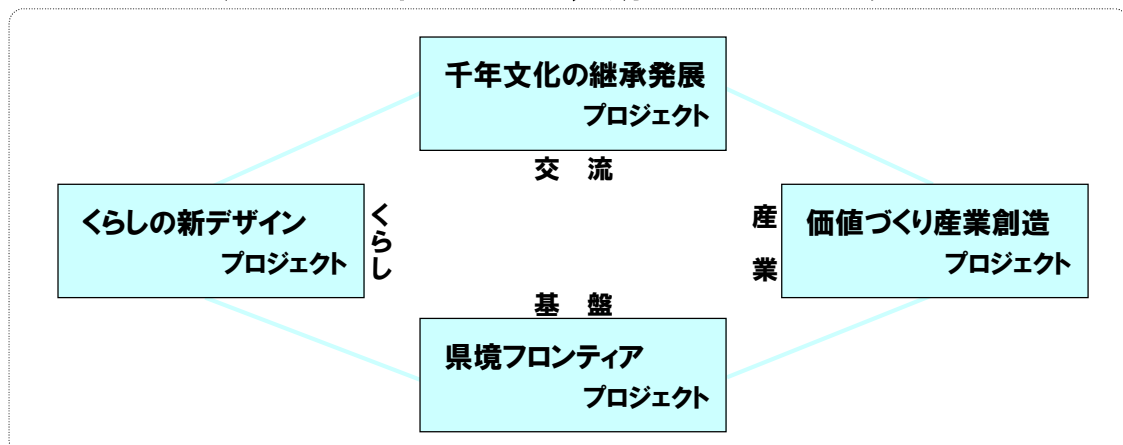 千年文化の継承発展
プロジェクト
交 流
くらしの新デザイン
プロジェクト
くらし
産業
価値づくり産業創造
プロジェクト
基 盤
県境フロンティア
プロジェクト